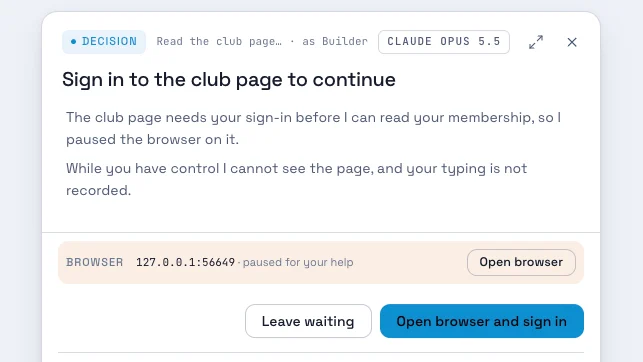 DECISION Read the club page… · as Builder CLAUDE OPUS 5.5
Sign in to the club page to continue
The club page needs your sign-in before I can read your membership, so I
paused the browser on it.
While you have control I cannot see the page, and your typing is not
recorded.
BROWSER 127.0.0.1:56649 · paused for your help Open browser
Leave waiting Open browser and sign in